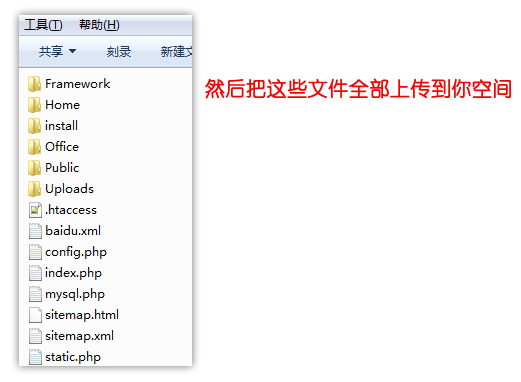 工具(T) 帮助(H)
共享 刻录 新建文
Framework
Home
install
Office
Public
Uploads
.htaccess
baidu.xml
config.php
index.php
mysql.php
sitemap.html
sitemap.xml
static.php
然后把这些文件全部上传到你空间